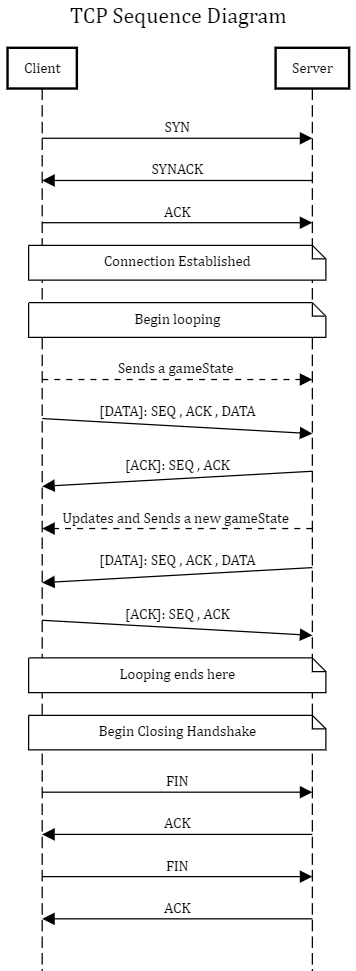 TCP Sequence Diagram
Client
Server
SYN
SYNACK
ACK
Connection Established
Begin looping
Sends a gameState
[DATA]: SEQ , ACK , DATA
[ACK]: SEQ , ACK
Updates and Sends a new gameState
[DATA]: SEQ , ACK , DATA
[ACK]: SEQ , ACK
Looping ends here
Begin Closing Handshake
FIN
ACK
FIN
ACK